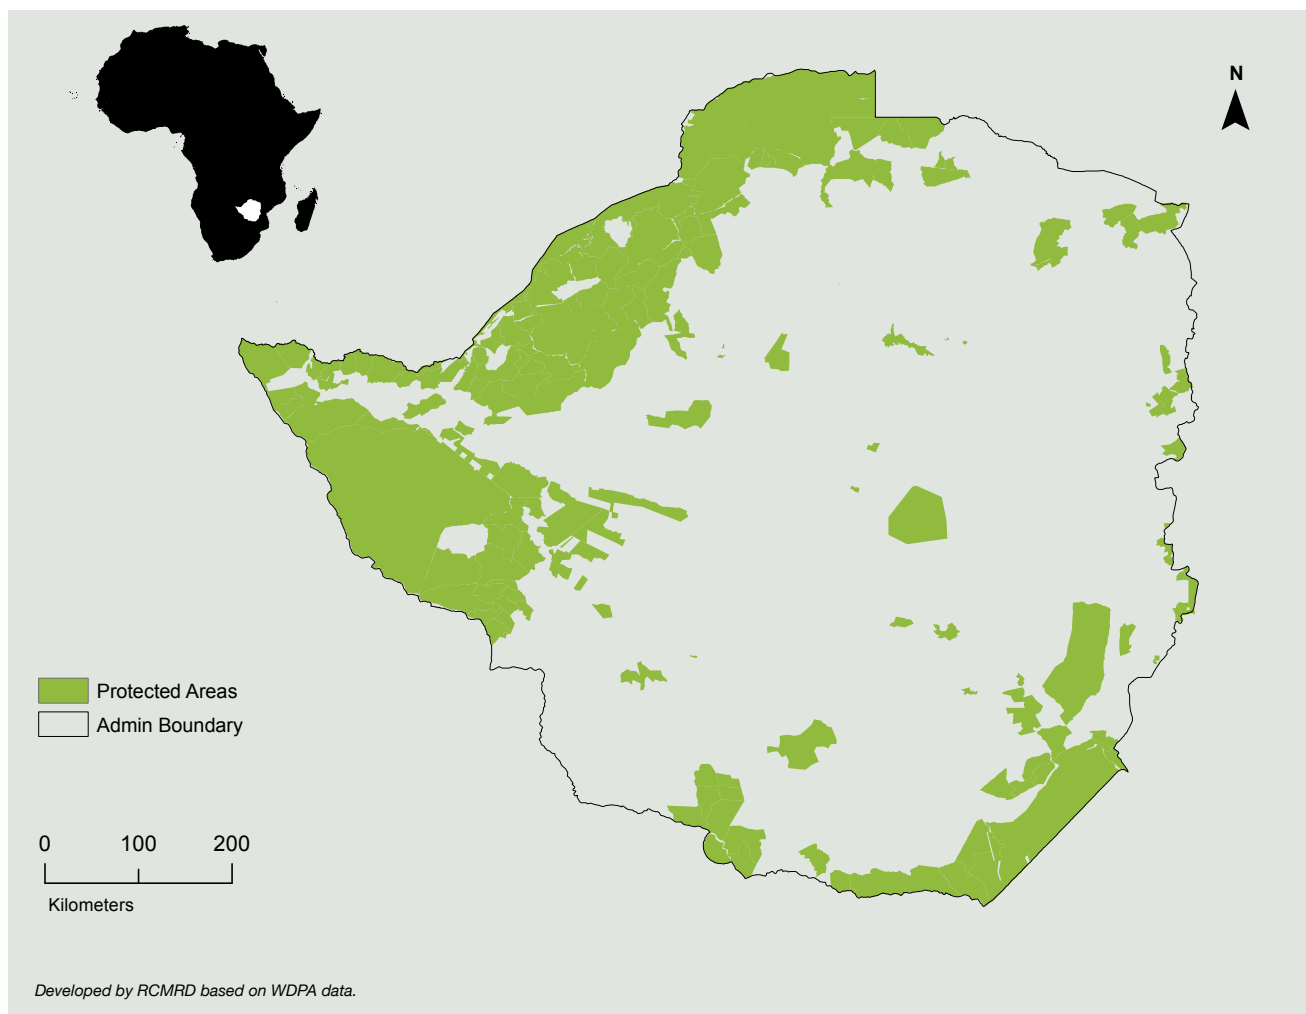 N
Protected Areas
Admin Boundary
0 100 200
Kilometers
Developed by RCMRD based on WDPA data.